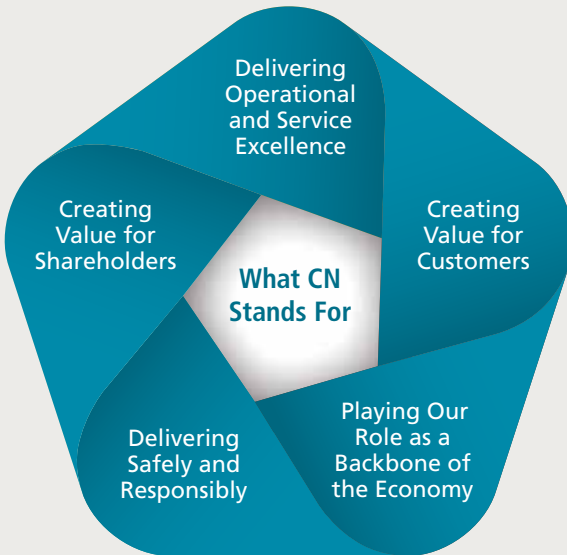 Delivering
Operational
and Service
Excellence
Creating
Value for
Customers
Playing Our
Role as a
Backbone of
the Economy
Delivering
Safely and
Responsibly
Creating
Value for
Shareholders
What CN
Stands For